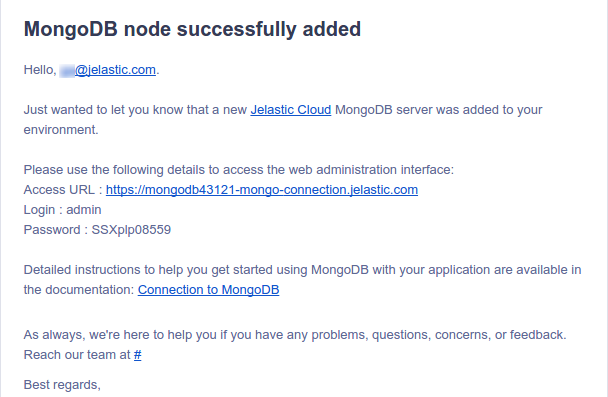 MongoDB node successfully added
Hello, @jelastic.com.
Just wanted to let you know that a new Jelastic Cloud MongoDB server was added to your
environment.
Please use the following details to access the web administration interface:
Access URL : https://mongodb43121-mongo-connection.jelastic.com
Login : admin
Password : SSXplp08559
Detailed instructions to help you get started using MongoDB with your application are available in
the documentation: Connection to MongoDB
As always, we're here to help you if you have any problems, questions, concerns, or feedback.
Reach our team at #
Best regards,